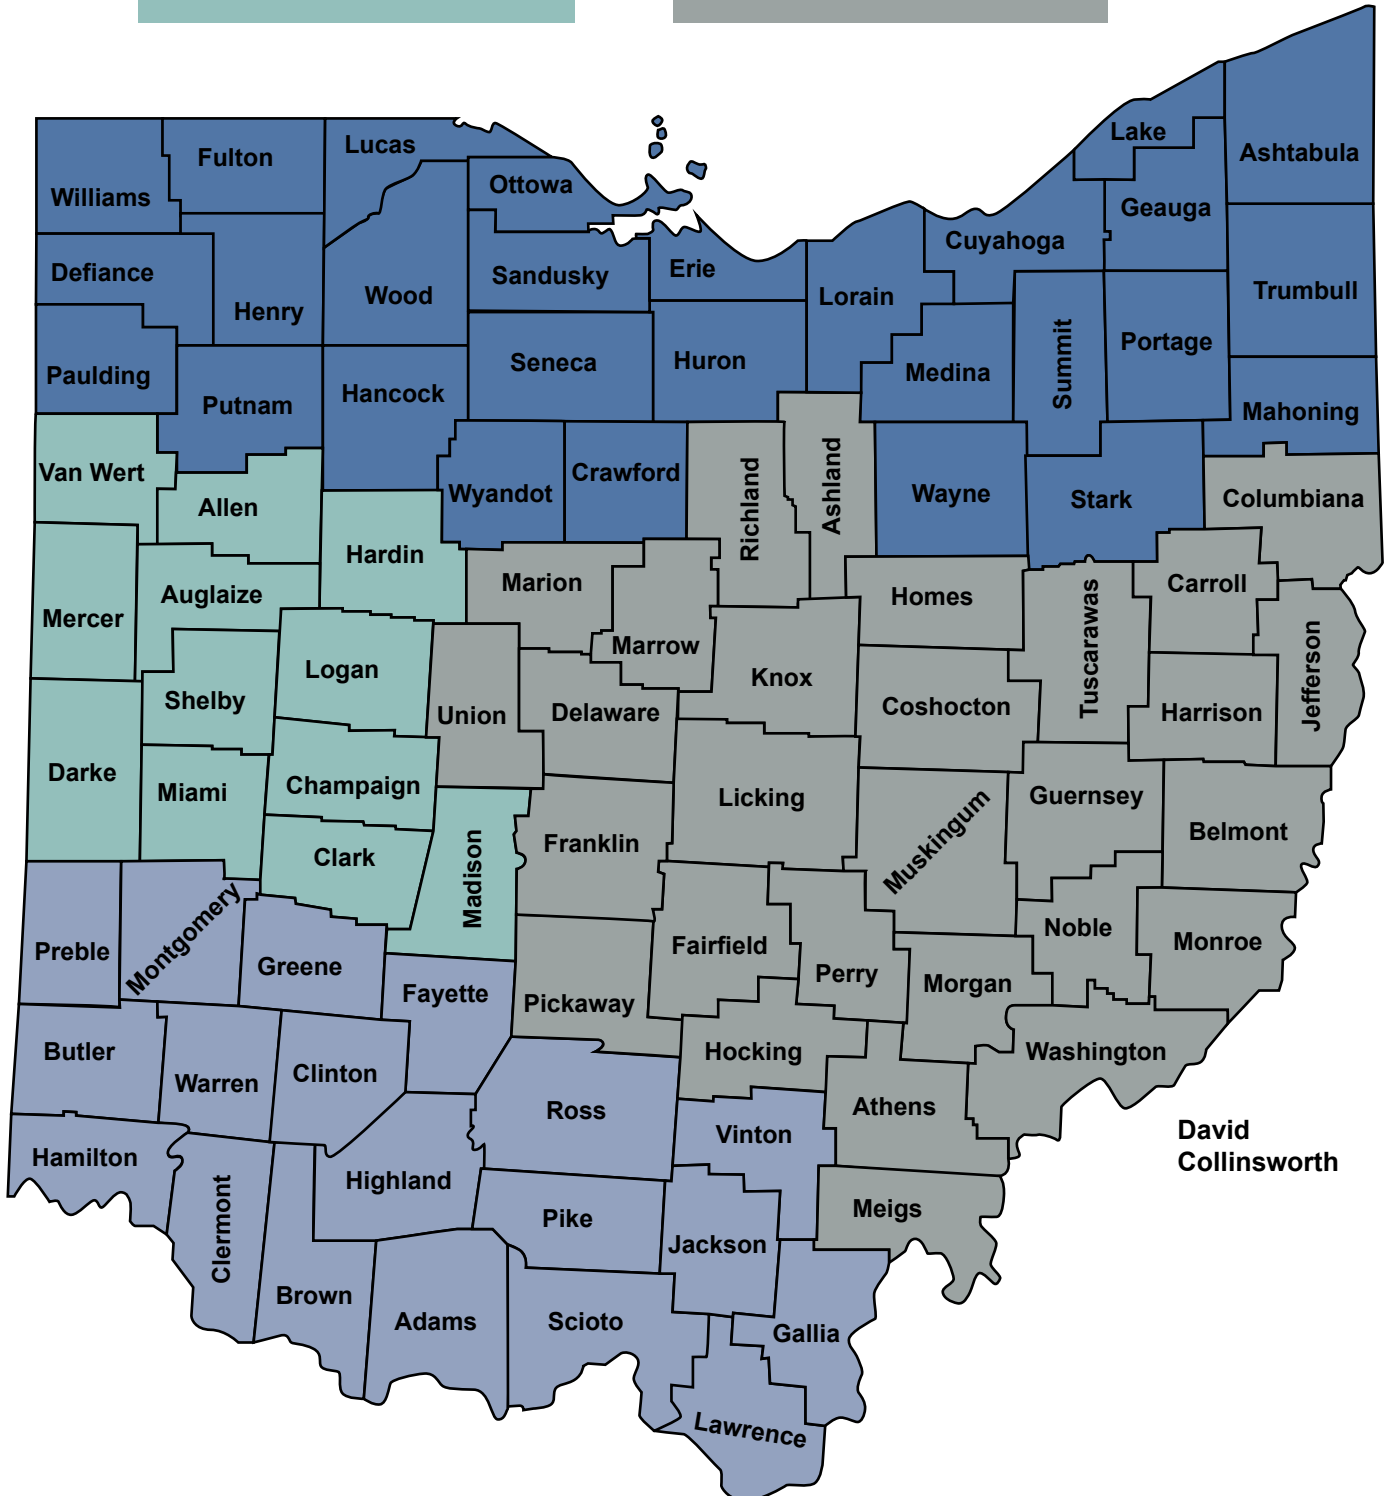 Lake
Ashtabula
Lucas
Fulton
Ottowa
Williams
Geauga
Cuyahoga
Defiance
Sandusky
Erie
Wood
Lorain
Trumbull
Henry
Summit
Portage
Seneca
Huron
Medina
Paulding
Hancock
Putnam
Mahoning
Van Wert
Crawford
Wyandot
Richland
Ashland
Wayne
Stark
Columbiana
Allen
Hardin
Marion
Carroll
Auglaize
Homes
Mercer
Marrow
Tuscarawas
Jefferson
Logan
Knox
Shelby
Union
Delaware
Coshocton
Harrison
Darke
Miami
Champaign
Licking
Guernsey
Muskingum
Belmont
Franklin
Clark
Madison
Montgomery
Noble
Monroe
Preble
Greene
Fairfield
Perry
Morgan
Fayette
Pickaway
Butler
Hocking
Washington
Warren
Clinton
Ross
Athens
Vinton
David
Collinsworth
Hamilton
Highland
Meigs
Clermont
Pike
Jackson
Brown
Adams
Scioto
Gallia
Lawrence